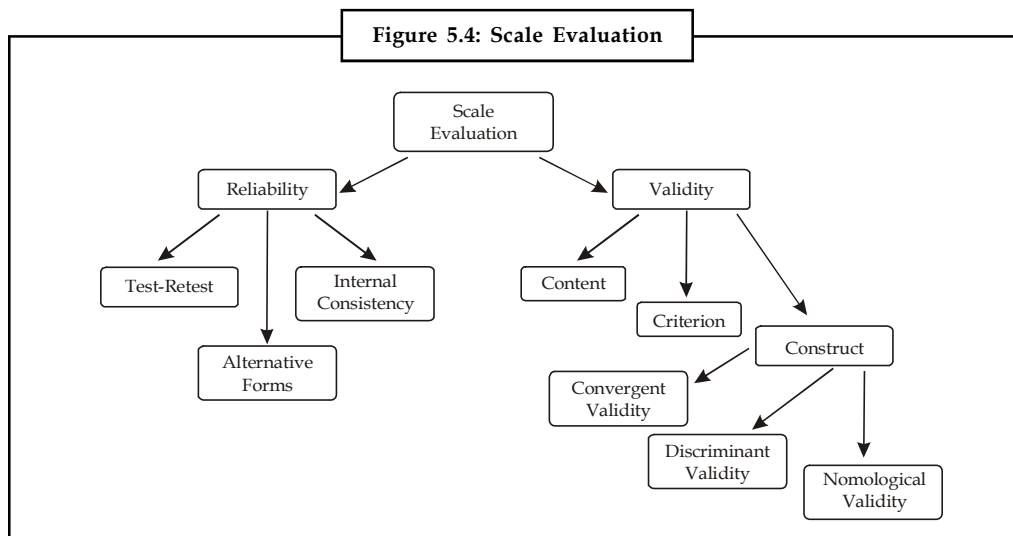 Figure 5.4: Scale Evaluation
Scale
Evaluation
Reliability
Validity
Test-Retest
Internal
Consistency
Alternative
Forms
Content
Criterion
Construct
Convergent
Validity
Discriminant
Validity
Nomological
Validity